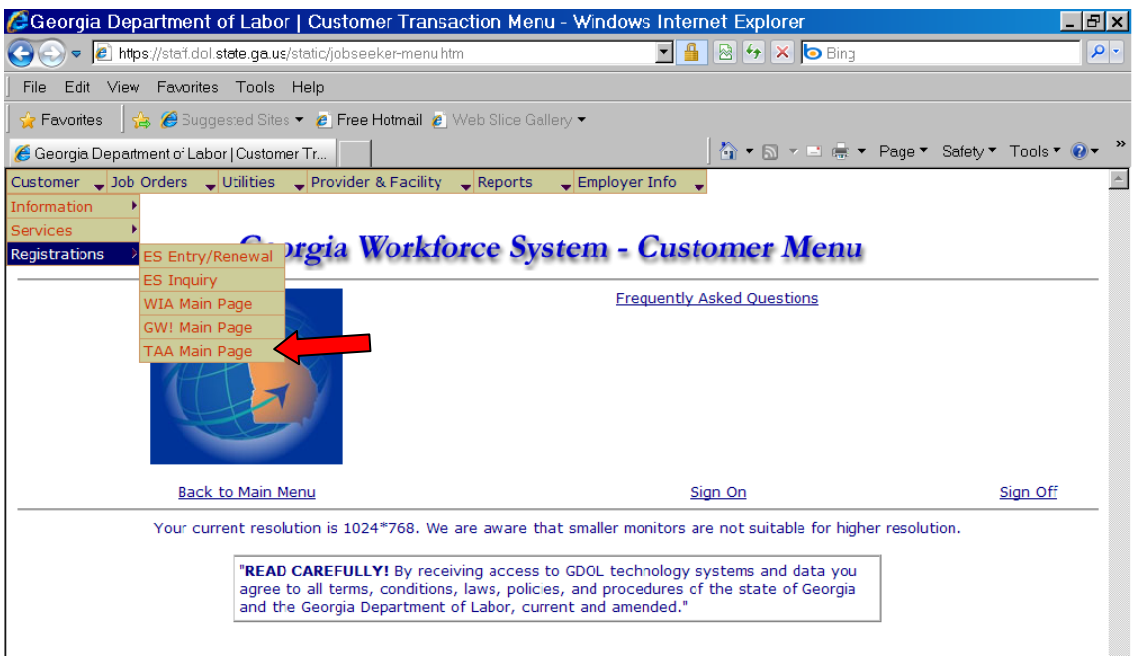 Georgia Department of Labor | Customer Transaction Menu - Windows Internet Explorer
https://staff.dol.state.ga.us/static/jobseeker-menu.htm
Bing
File Edit View Favorites Tools Help
Favorites Suggested Sites Free Hotmail Web Slice Gallery
Georgia Department of Labor | Customer Tr... Page Safety Tools »
Customer Job Orders Utilities Provider & Facility Reports Employer Info
Information
Services
Registrations
ES Entry/Renewal
ES Inquiry
WIA Main Page
GW! Main Page
TAA Main Page
Georgia Workforce System - Customer Menu
Frequently Asked Questions
Back to Main Menu Sign On Sign Off
Your current resolution is 1024*768. We are aware that smaller monitors are not suitable for higher resolution.
"READ CAREFULLY! By receiving access to GDOL technology systems and data you
agree to all terms, conditions, laws, policies, and procedures of the state of Georgia
and the Georgia Department of Labor, current and amended."